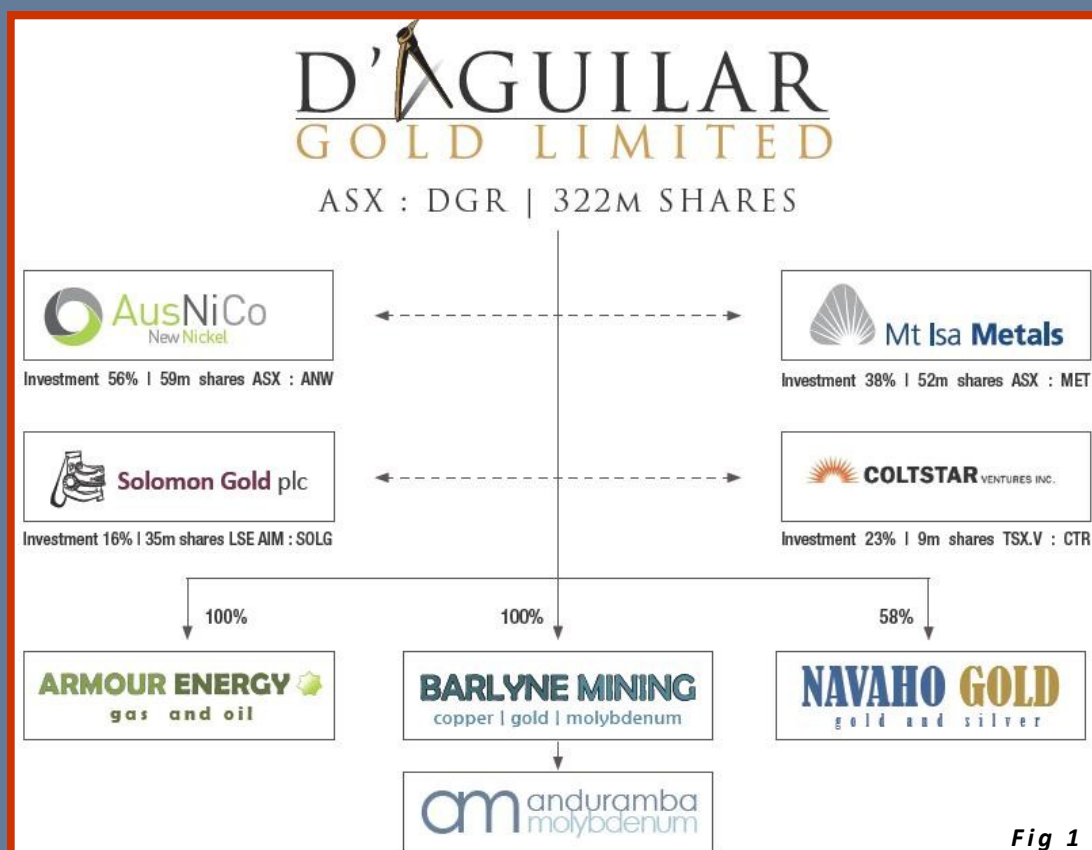 D'AGUILAR
GOLD LIMITED
ASX : DGR | 322M SHARES
AusNiCo
New Nickel
Investment 56% | 59m shares ASX : ANW
Mt Isa Metals
Investment 38% | 52m shares ASX : MET
Solomon Gold plc
Investment 16% | 35m shares LSE AIM : SOLG
COLTSTAR VENTURES INC.
Investment 23% | 9m shares TSX.V : CTR
100%
100%
58%
ARMOUR ENERGY
gas and oil
BARLYNE MINING
copper | gold | molybdenum
NAVAHO GOLD
gold and silver
am anduramba
molybdenum
Fig 1